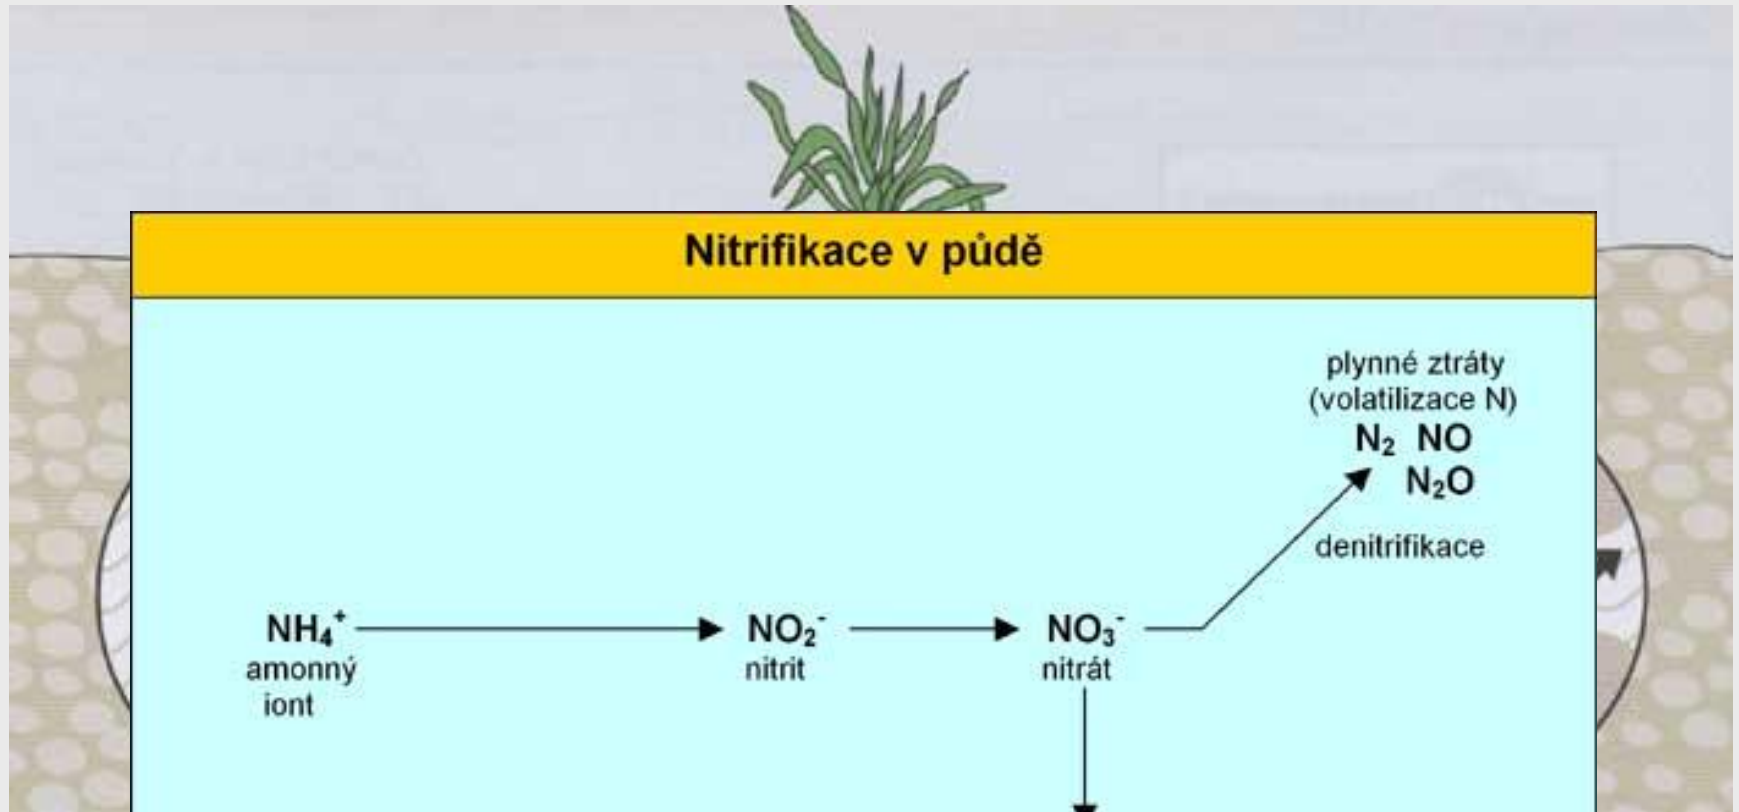 Nitrifikace v půdě
plynné ztráty
(volatilizace N)
N₂ NO
N₂O
denitrifikace
NH₄⁺ NO₂⁻ NO₃⁻
amonný nitrit nitrát
iont